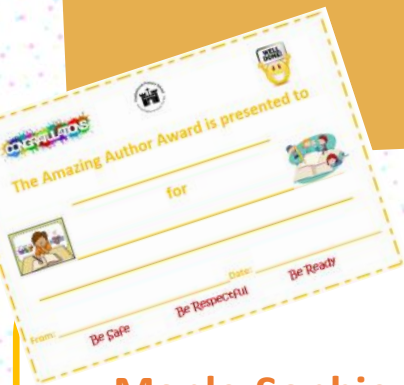 WELL DONE!
CONGRATULATIONS
The Amazing Author Award is presented to
for
From: Date:
Be Safe Be Respectful Be Ready